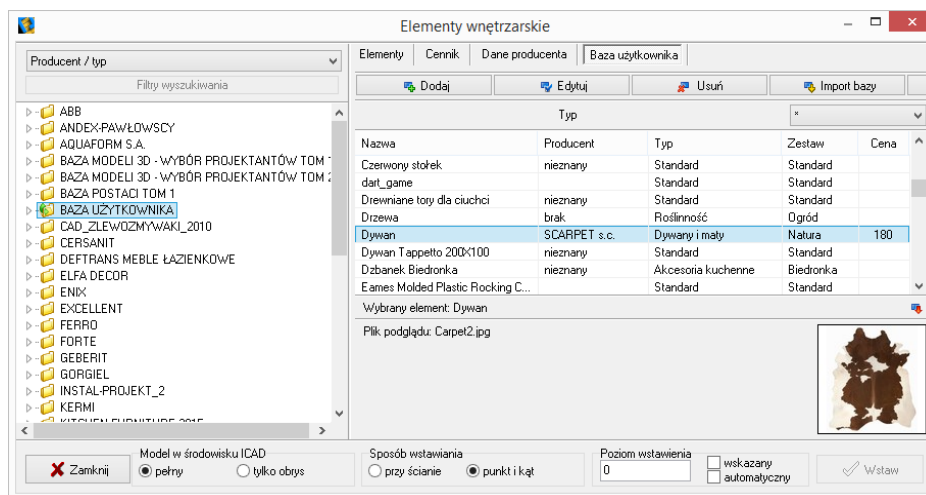 Elementy wnętrzarskie
Producent / typ
Filtry wyszukiwania
ABB
ANDEX-PAWŁOWSCY
AQUAFORM S.A.
BAZA MODELI 3D - WYBÓR PROJEKTANTÓW TOM
BAZA MODELI 3D - WYBÓR PROJEKTANTÓW TOM
BAZA POSTACI TOM 1
BAZA UŻYTKOWNIKA
CAD_ZLEWOZMYWAKI_2010
CERSANIT
DEFTRANS MEBLE ŁAZIENKOWE
ELFA DECOR
ENIX
EXCELLENT
FERRO
FORTE
GEBERIT
GORGIEL
INSTAL-PROJEKT_2
KERMI
Elementy Cennik Dane producenta Baza użytkownika
Dodaj Edytuj Usuń Import bazy
Typ *
Nazwa Producent Typ Zestaw Cena
Czerwony stołek nieznany Standard Standard
dart_game Standard Standard
Drewniane tory dla ciuchci nieznany Standard Standard
Drzewa brak Roślinność Ogród
Dywan SCARPET s.c. Dywany i maty Natura 180
Dywan Tappetto 200X100 nieznany Standard Standard
Dzbanek Biedronka nieznany Akcesoria kuchenne Biedronka
Eames Molded Plastic Rocking C... Standard Standard
Wybrany element: Dywan
Plik podglądu: Carpet2.jpg
Zamknij
Model w środowisku ICAD
pełny tylko obrys
Sposób wstawiania
przy ścianie punkt i kąt
Poziom wstawienia
0
wskazany
automatyczny
Wstaw